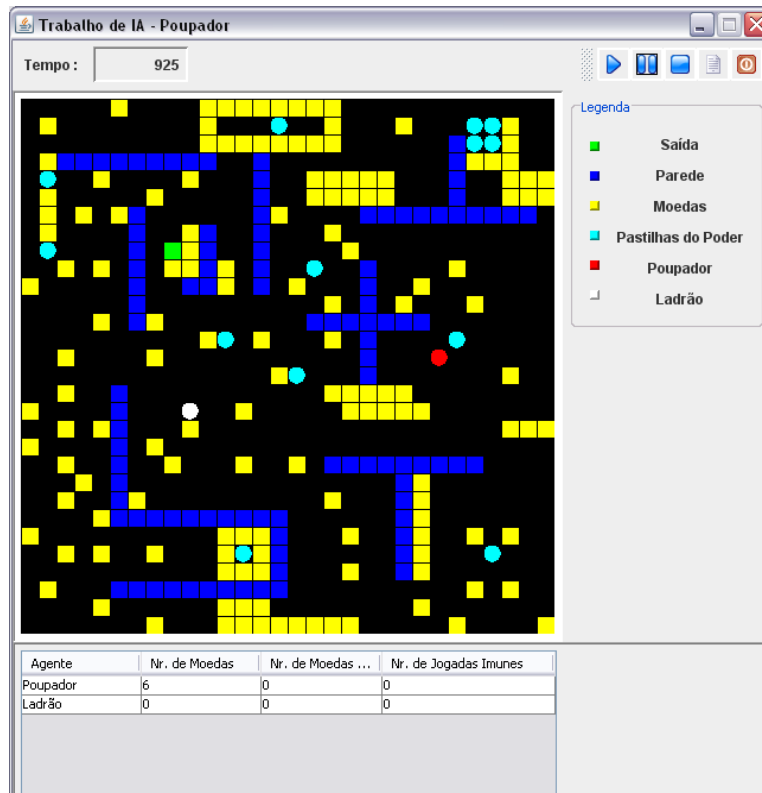 Trabalho de IA - Poupador
Tempo : 925
Legenda
Saída
Parede
Moedas
Pastilhas do Poder
Poupador
Ladrão
Agente Nr. de Moedas Nr. de Moedas ... Nr. de Jogadas Imunes
Poupador 6 0 0
Ladrão 0 0 0